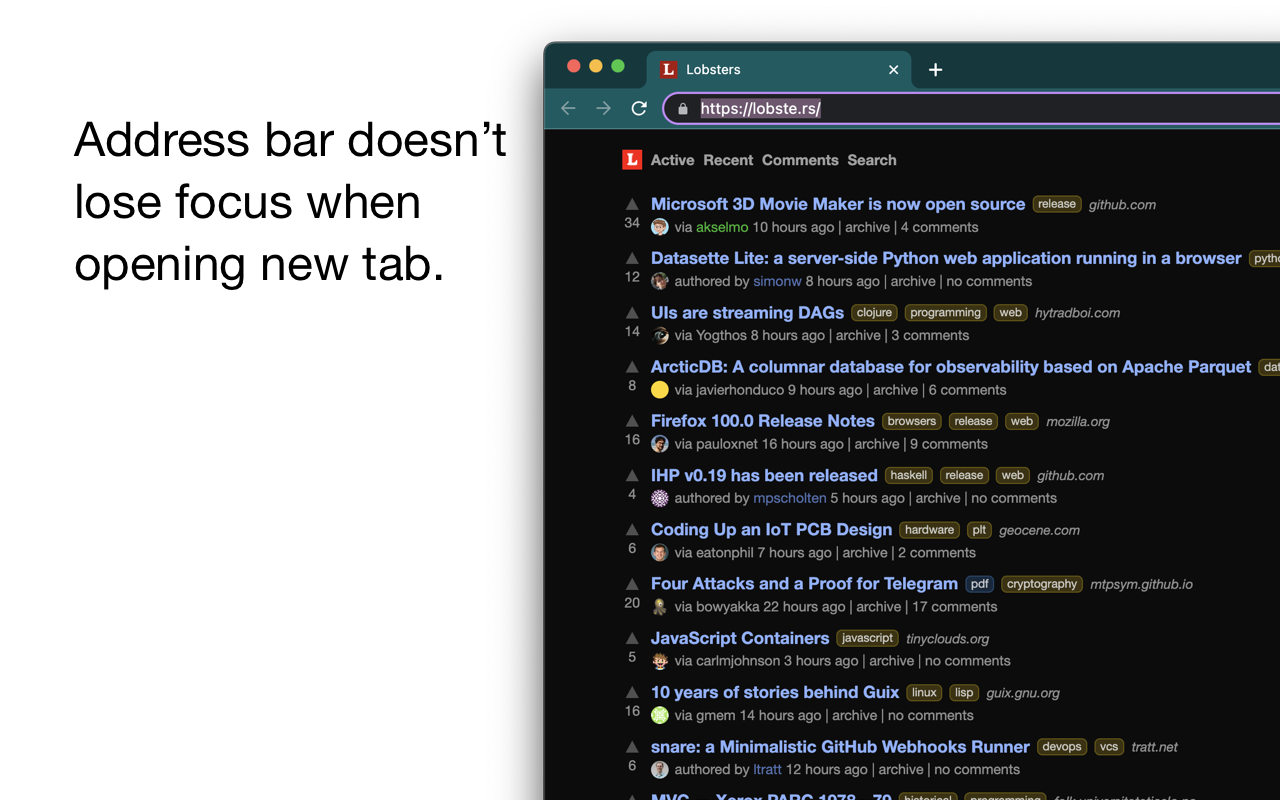 Address bar doesn’t
lose focus when
opening new tab.
L Lobsters
https://lobste.rs/
L Active Recent Comments Search
Microsoft 3D Movie Maker is now open source release github.com
34 via akselmo 10 hours ago | archive | 4 comments
Datasette Lite: a server-side Python web application running in a browser
12 authored by simonw 8 hours ago | archive | no comments
UIs are streaming DAGs clojure programming web hytradboi.com
14 via Yogthos 8 hours ago | archive | 3 comments
ArcticDB: A columnar database for observability based on Apache Parquet
8 via javierhonduco 9 hours ago | archive | 6 comments
Firefox 100.0 Release Notes browsers release web mozilla.org
16 via pauloxnet 16 hours ago | archive | 9 comments
IHP v0.19 has been released haskell release web github.com
4 authored by mpscholten 5 hours ago | archive | no comments
Coding Up an IoT PCB Design hardware plt geocene.com
6 via eatonphil 7 hours ago | archive | 2 comments
Four Attacks and a Proof for Telegram pdf cryptography mtpsym.github.io
20 via bowyakka 22 hours ago | archive | 17 comments
JavaScript Containers javascript tinyclouds.org
5 via carlmjohnson 3 hours ago | archive | no comments
10 years of stories behind Guix linux lisp guix.gnu.org
16 via gmem 14 hours ago | archive | no comments
snare: a Minimalistic GitHub Webhooks Runner devops vcs tratt.net
6 authored by ltratt 12 hours ago | archive | no comments